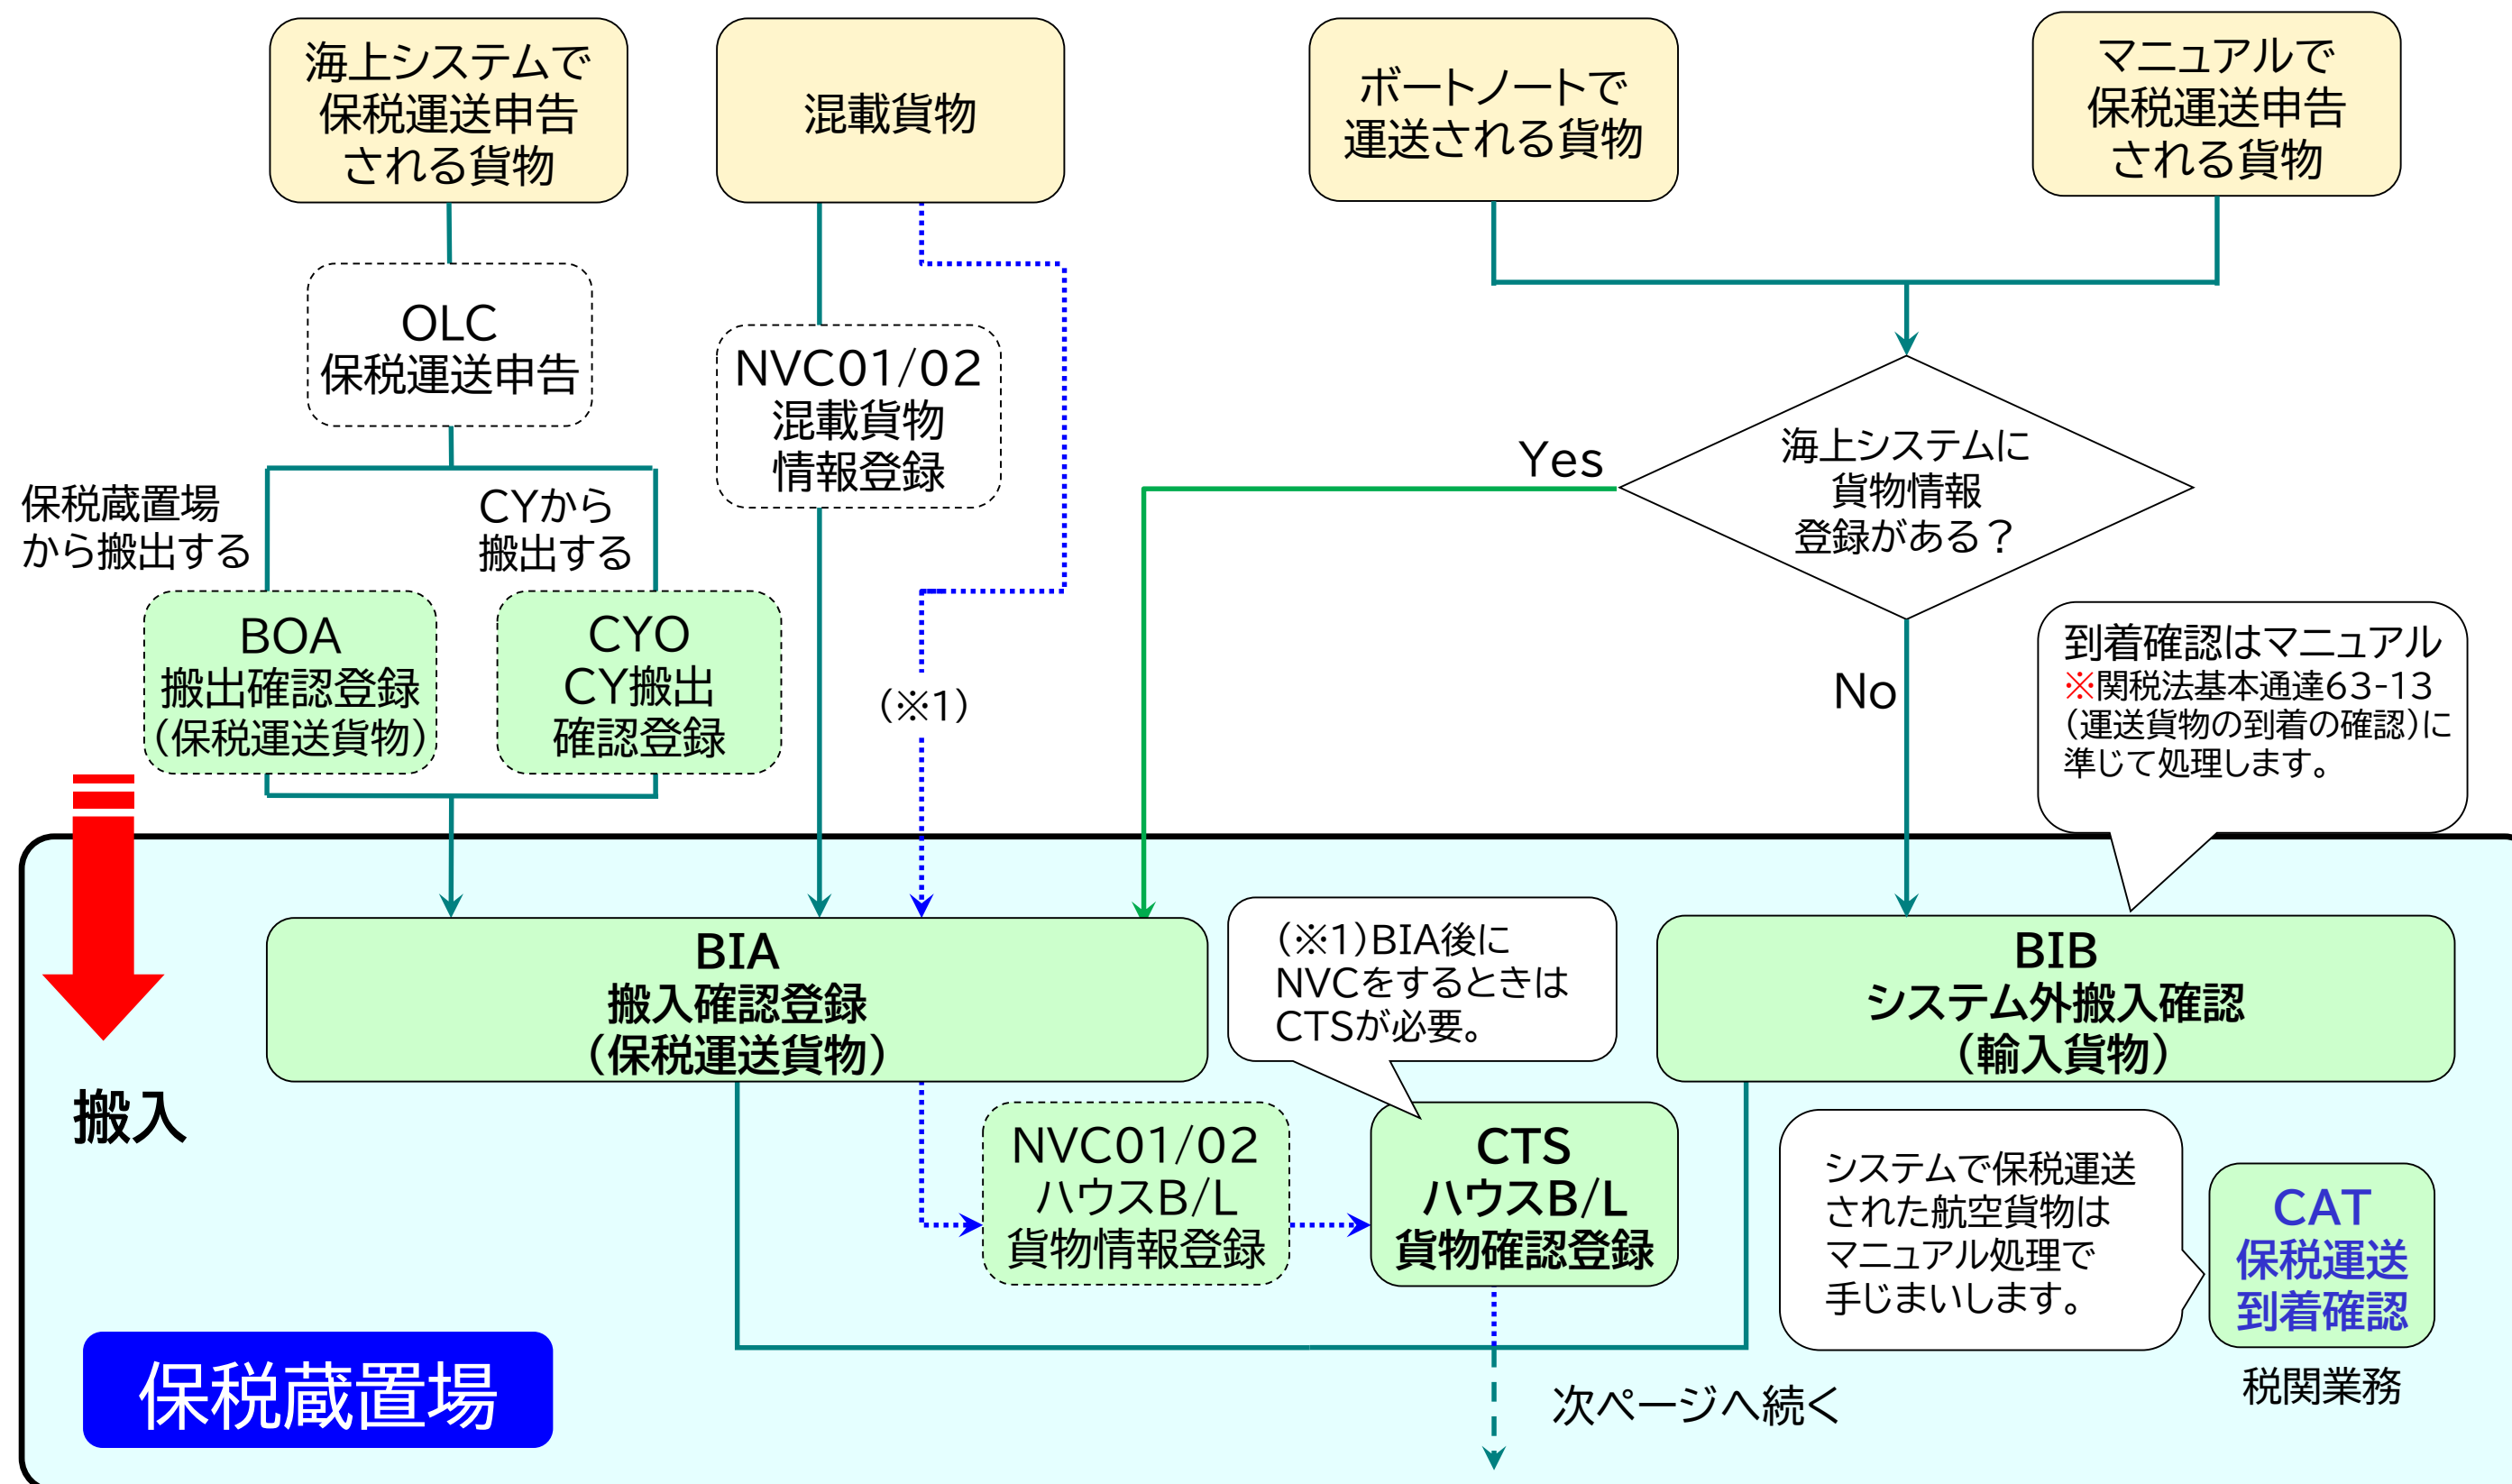 海上システムで
保税運送申告
される貨物
混載貨物
ボートノートで
運送される貨物
マニュアルで
保税運送申告
される貨物
OLC
保税運送申告
NVC01/02
混載貨物
情報登録
海上システムに
貨物情報
登録がある？
Yes
No
保税蔵置場
から搬出する
CYから
搬出する
BOA
搬出確認登録
（保税運送貨物）
CYO
CY搬出
確認登録
（※1）
到着確認はマニュアル
※関税法基本通達63-13
（運送貨物の到着の確認）に
準じて処理します。
搬入
BIA
搬入確認登録
（保税運送貨物）
（※1）BIA後に
NVCをするときは
CTSが必要。
BIB
システム外搬入確認
（輸入貨物）
NVC01/02
ハウスB/L
貨物情報登録
CTS
ハウスB/L
貨物確認登録
システムで保税運送
された航空貨物は
マニュアル処理で
手じまいします。
CAT
保税運送
到着確認
税関業務
保税蔵置場
次ページへ続く